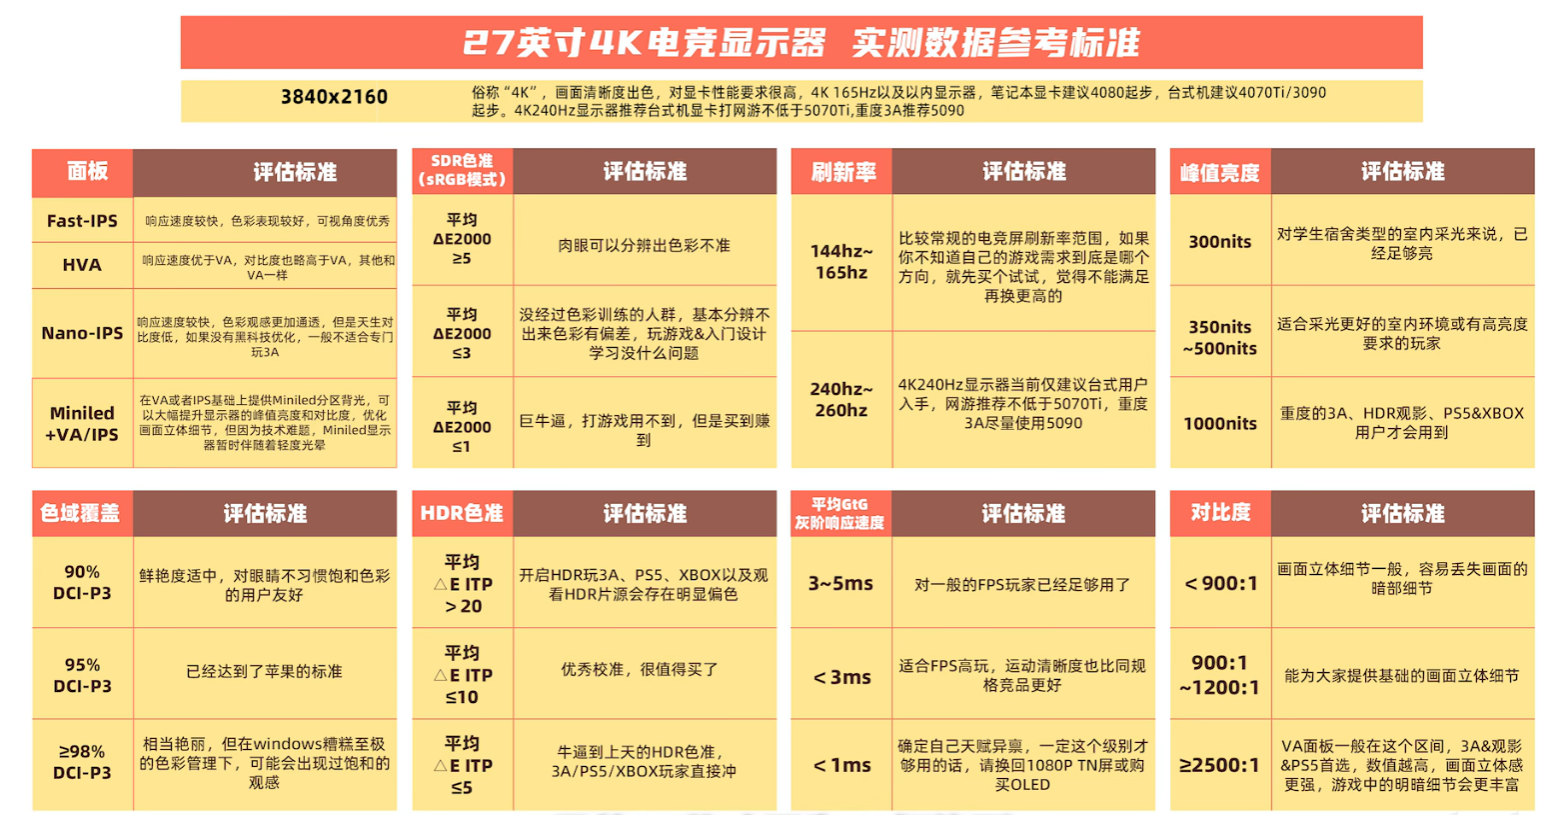 27英寸4K电竞显示器 实测数据参考标准
3840x2160
俗称“4K”，画面清晰度出色，对显卡性能要求很高，4K 165Hz以及以内显示器，笔记本显卡建议4080起步，台式机建议4070Ti/3090
起步。4K240Hz显示器推荐台式机显卡打网游不低于5070Ti,重度3A推荐5090
面板
评估标准
Fast-IPS
响应速度较快，色彩表现较好，可视角度优秀
HVA
响应速度优于VA，对比度也略高于VA，其他和
VA一样
Nano-IPS
响应速度较快，色彩观感更加通透，但是天生对
比度低，如果没有黑科技优化，一般不适合专门
玩3A
Miniled
+VA/IPS
在VA或者IPS基础上提供Miniled分区背光，可
以大幅提升显示器的峰值亮度和对比度，优化
画面立体细节，但因为技术难题，Miniled显示
器暂时伴随着轻度光晕
SDR色准
（sRGB模式）
评估标准
平均
ΔE2000
≥5
肉眼可以分辨出色彩不准
平均
ΔE2000
≤3
没经过色彩训练的人群，基本分辨不
出来色彩有偏差，玩游戏&入门设计
学习没什么问题
平均
ΔE2000
≤1
巨牛逼，打游戏用不到，但是买到赚
到
刷新率
评估标准
144hz~
165hz
比较常规的电竞屏刷新率范围，如果
你不知道自己的游戏需求到底是哪个
方向，就先买个试试，觉得不能满足
再换更高的
240hz~
260hz
4K240Hz显示器当前仅建议台式用户
入手，网游推荐不低于5070Ti，重度
3A尽量使用5090
峰值亮度
评估标准
300nits
对学生宿舍类型的室内采光来说，已
经足够亮
350nits
~500nits
适合采光更好的室内环境或有高亮度
要求的玩家
1000nits
重度的3A、HDR观影、PS5&XBOX
用户才会用到
色域覆盖
评估标准
90%
DCI-P3
鲜艳度适中，对眼睛不习惯饱和色彩
的用户友好
95%
DCI-P3
已经达到了苹果的标准
≥98%
DCI-P3
相当艳丽，但在windows糟糕至极
的色彩管理下，可能会出现过饱和的
观感
HDR色准
评估标准
平均
△E ITP
＞20
开启HDR玩3A、PS5、XBOX以及观
看HDR片源会存在明显偏色
平均
△E ITP
≤10
优秀校准，很值得买了
平均
△E ITP
≤5
牛逼到上天的HDR色准，
3A/PS5/XBOX玩家直接冲
平均GtG
灰阶响应速度
评估标准
3~5ms
对一般的FPS玩家已经足够用了
＜3ms
适合FPS高玩，运动清晰度也比同规
格竞品更好
＜1ms
确定自己天赋异禀，一定这个级别才
够用的话，请换回1080P TN屏或购
买OLED
对比度
评估标准
＜900:1
画面立体细节一般，容易丢失画面的
暗部细节
900:1
~1200:1
能为大家提供基础的画面立体细节
≥2500:1
VA面板一般在这个区间，3A&观影
&PS5首选，数值越高，画面立体感
更强，游戏中的明暗细节会更丰富